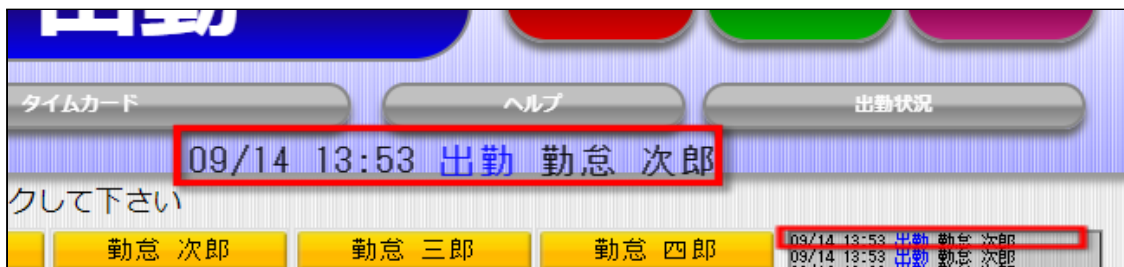 出勤
タイムカード ヘルプ 出勤状況
09/14 13:53 出勤 勤怠 次郎
クして下さい
勤怠 次郎 勤怠 三郎 勤怠 四郎
09/14 13:53 出勤 勤怠 次郎
09/14 13:53 出勤 勤怠 次郎